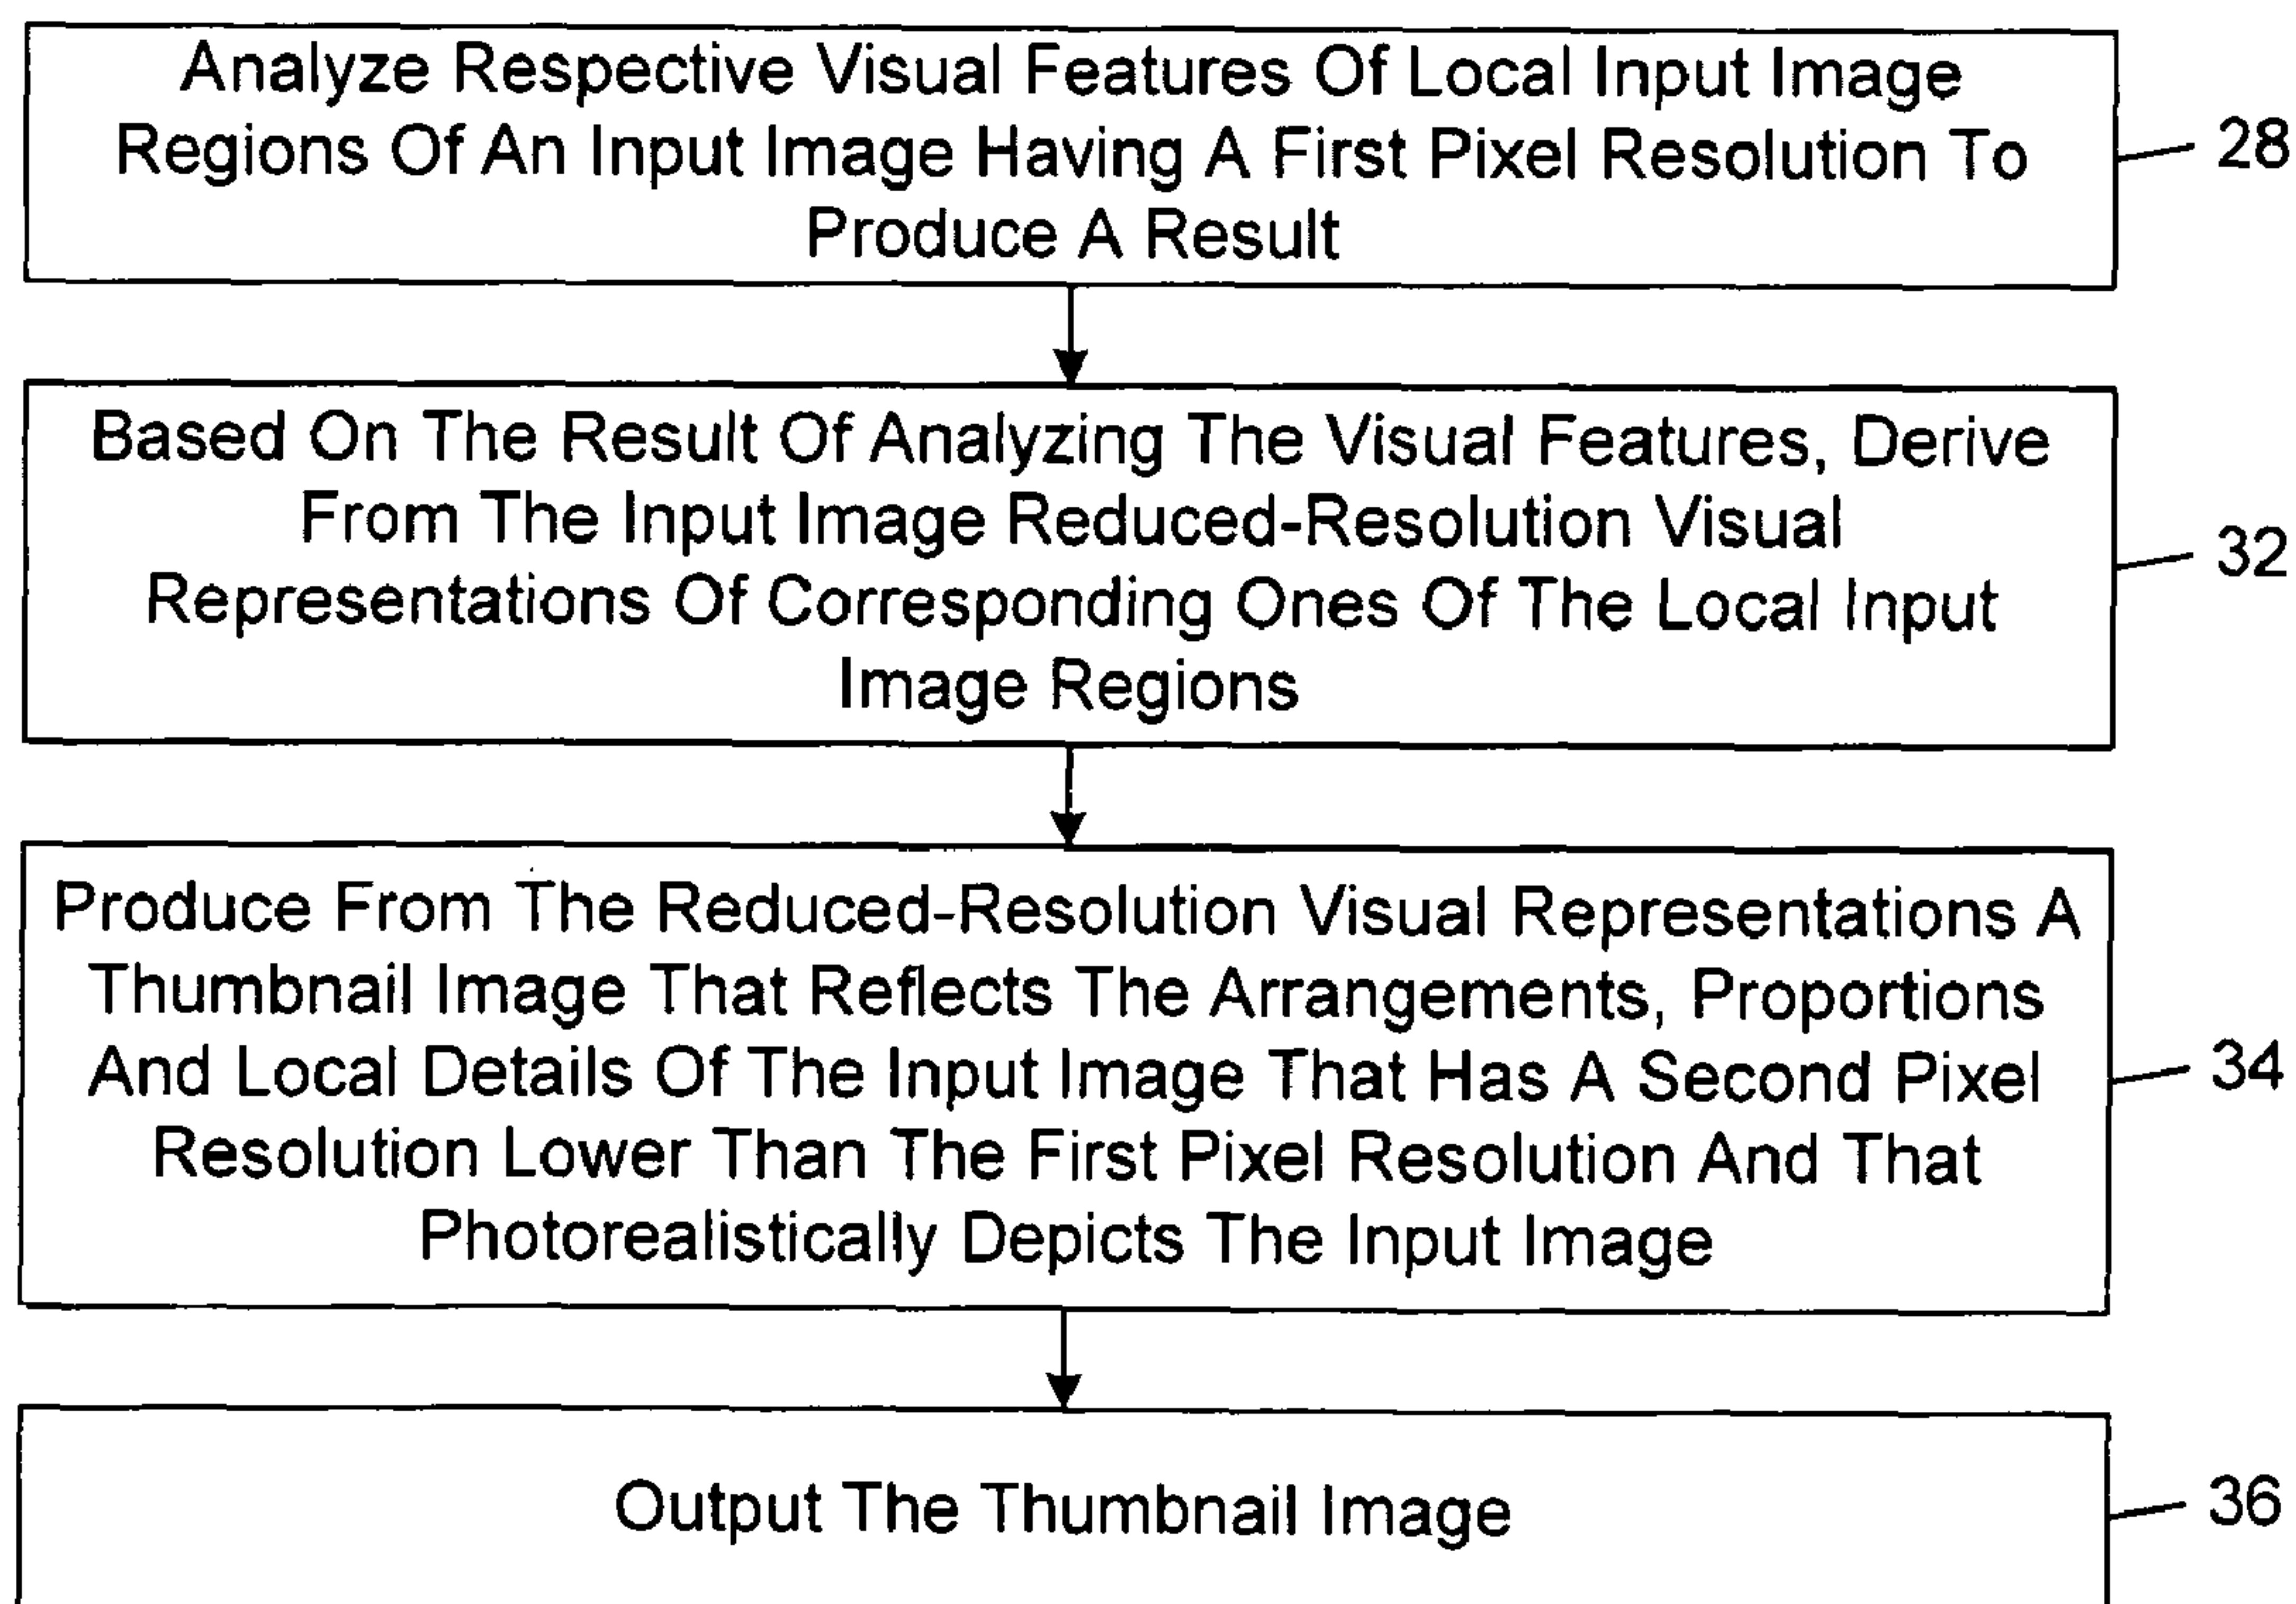 Analyze Respective Visual Features Of Local Input Image
Regions Of An Input Image Having A First Pixel Resolution To
Produce A Result
28
Based On The Result Of Analyzing The Visual Features, Derive
From The Input Image Reduced-Resolution Visual
Representations Of Corresponding Ones Of The Local Input
Image Regions
32
Produce From The Reduced-Resolution Visual Representations A
Thumbnail Image That Reflects The Arrangements, Proportions
And Local Details Of The Input Image That Has A Second Pixel
Resolution Lower Than The First Pixel Resolution And That
Photorealistically Depicts The Input Image
34
Output The Thumbnail Image
36